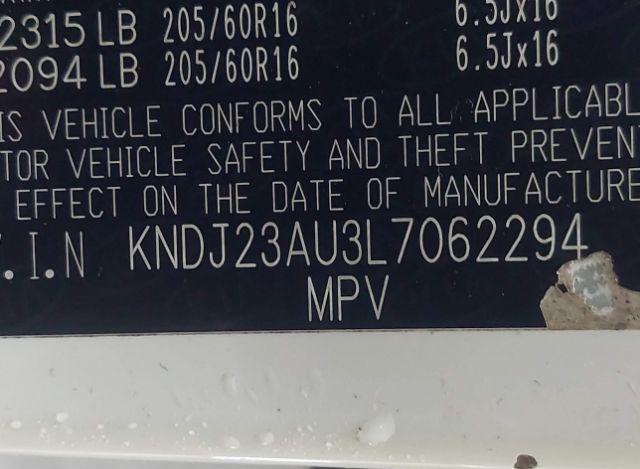 2315 LB 205/60R16 6.5Jx16
2094 LB 205/60R16 6.5Jx16
IS VEHICLE CONFORMS TO ALL APPLICABL
TOR VEHICLE SAFETY AND THEFT PREVEN
EFFECT ON THE DATE OF MANUFACTURE
.I.N KNDJ23AU3L7062294
MPV